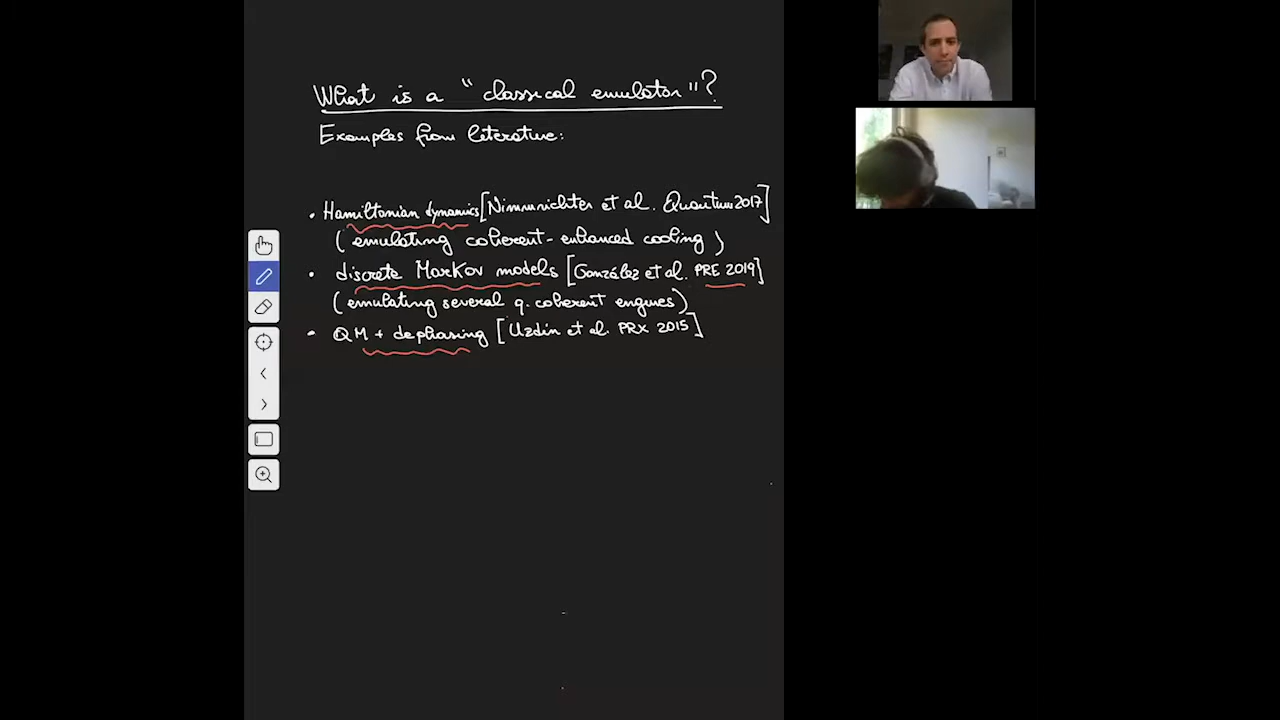 What is a "classical emulator"?
Examples from literature:
• Hamiltonian dynamics [Nimmrichter et al. Quantum 2017]
(emulating coherent-enhanced cooling)
• discrete Markov models [González et al. PRE 2019]
(emulating several q. coherent engines)
• QM + dephasing [Uzdin et al. PRX 2015]